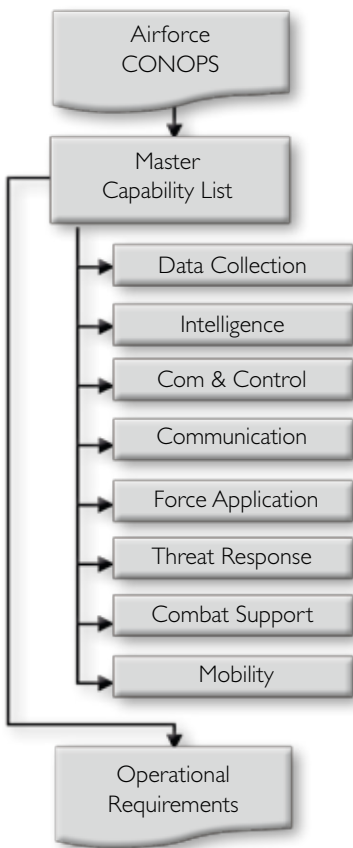 Airforce
CONOPS
Master
Capability List
Data Collection
Intelligence
Com & Control
Communication
Force Application
Threat Response
Combat Support
Mobility
Operational
Requirements